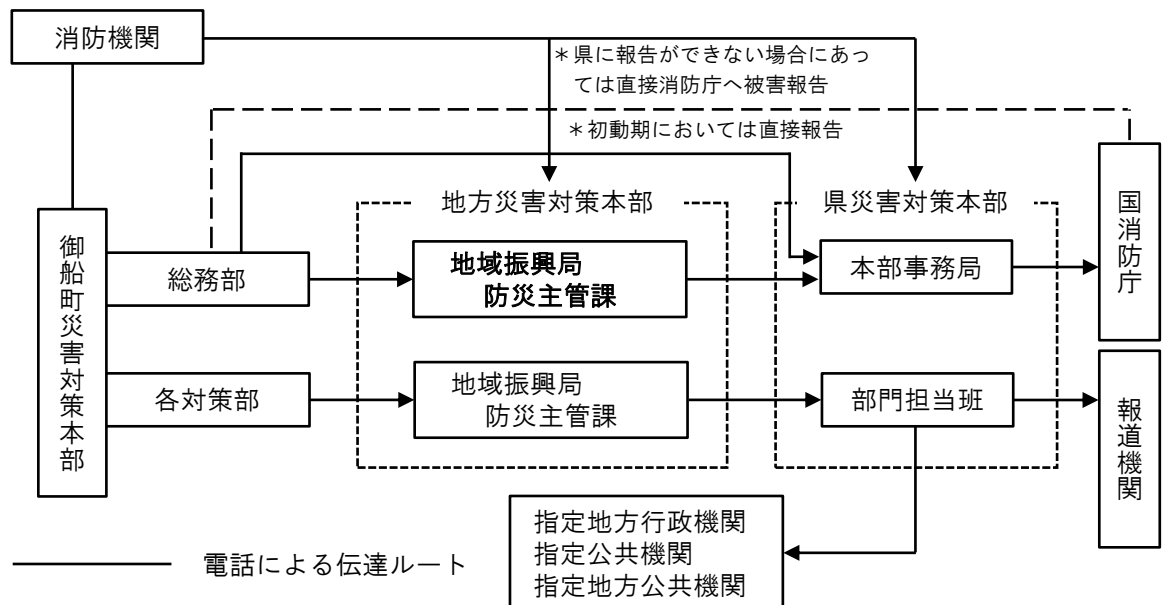 消防機関
＊県に報告ができない場合にあっ
ては直接消防庁へ被害報告
＊初動期においては直接報告
地方災害対策本部
県災害対策本部
国消防庁
御船町災害対策本部
総務部
地域振興局
防災主管課
本部事務局
各対策部
地域振興局
防災主管課
部門担当班
報道機関
指定地方行政機関
指定公共機関
指定地方公共機関
電話による伝達ルート